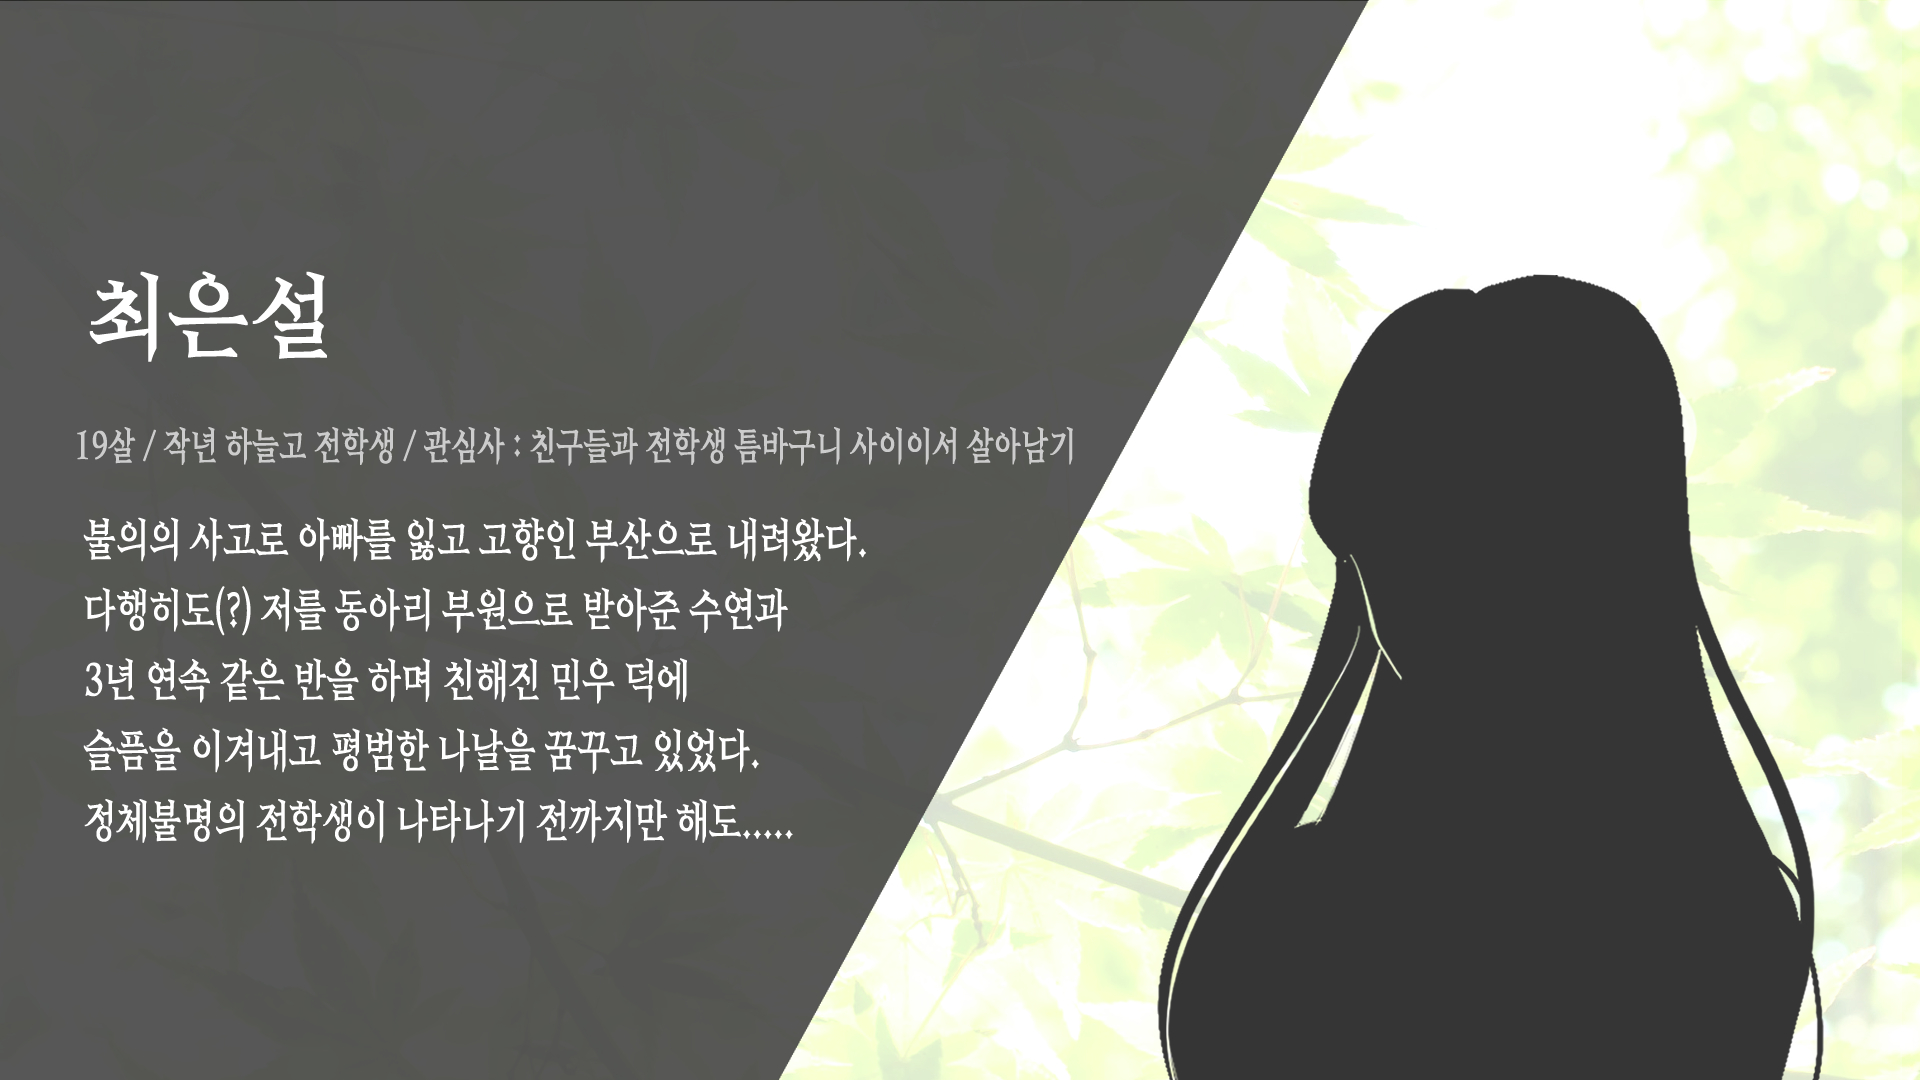 최은설
19살 / 작년 하늘고 전학생 / 관심사 : 친구들과 전학생 틈바구니 사이이서 살아남기
불의의 사고로 아빠를 잃고 고향인 부산으로 내려왔다.
다행히도(?) 저를 동아리 부원으로 받아준 수연과
3년 연속 같은 반을 하며 친해진 민우 덕에
슬픔을 이겨내고 평범한 나날을 꿈꾸고 있었다.
정체불명의 전학생이 나타나기 전까지만 해도.....